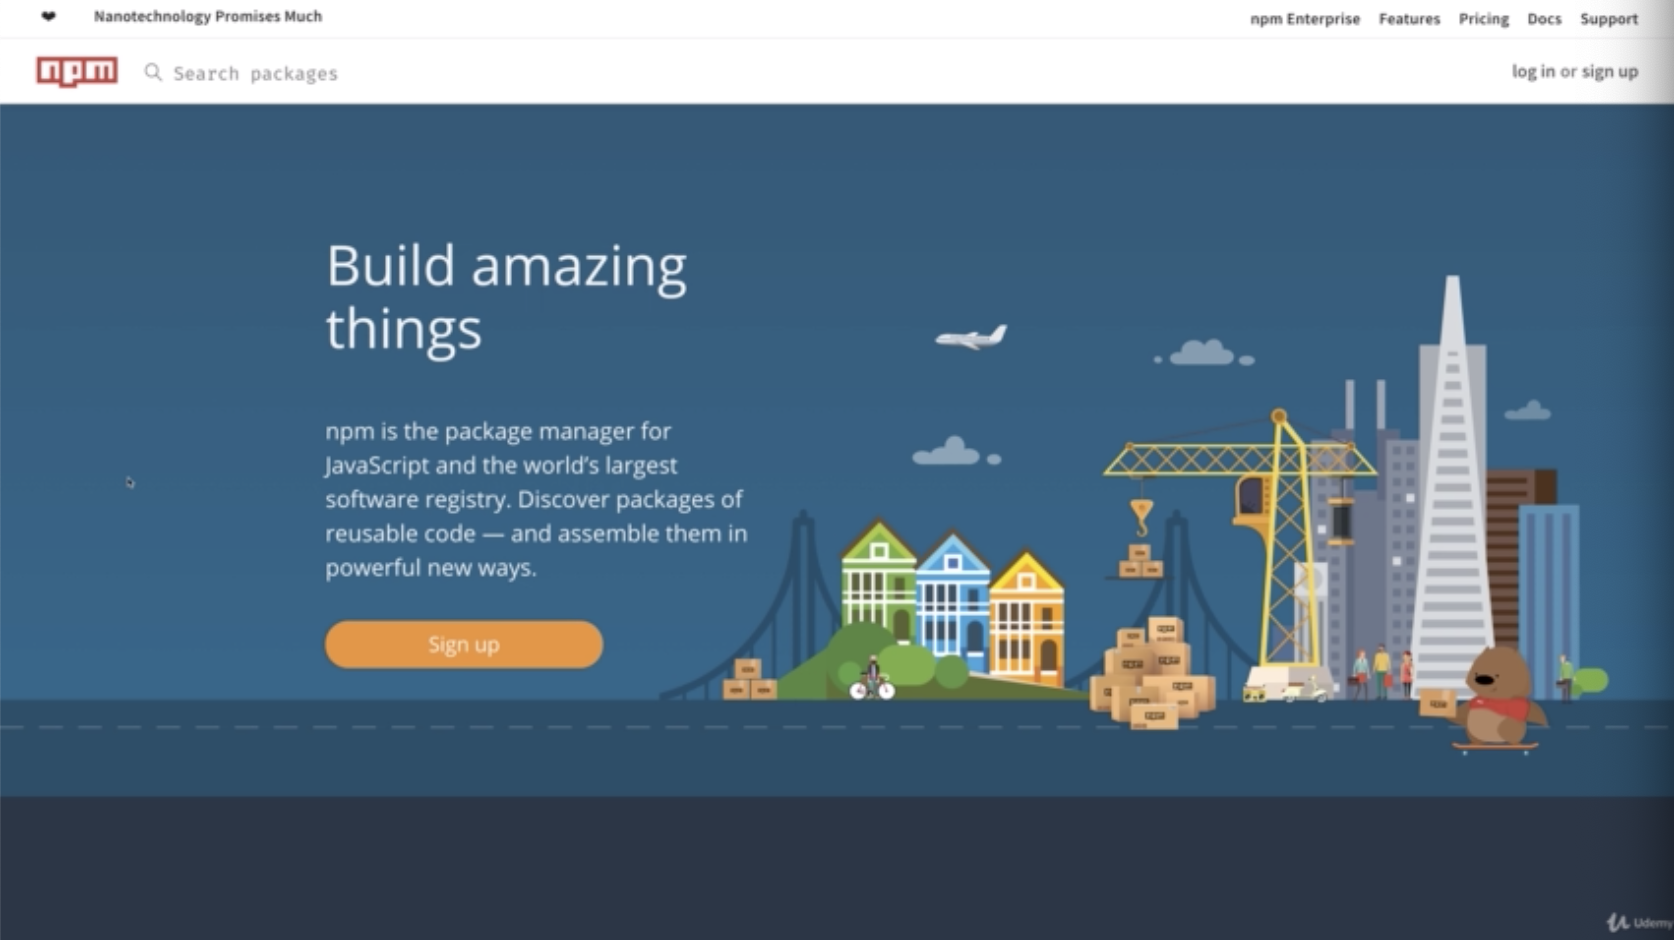 ❤ Nanotechnology Promises Much
npm Enterprise Features Pricing Docs Support
npm
Search packages
log in or sign up
Build amazing
things
npm is the package manager for
JavaScript and the world's largest
software registry. Discover packages of
reusable code — and assemble them in
powerful new ways.
Sign up
Udemy